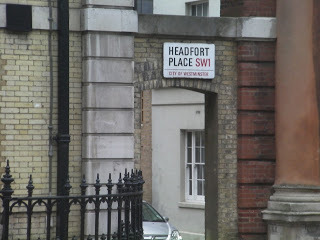 HEADFORT
PLACE SW1
CITY OF WESTMINSTER